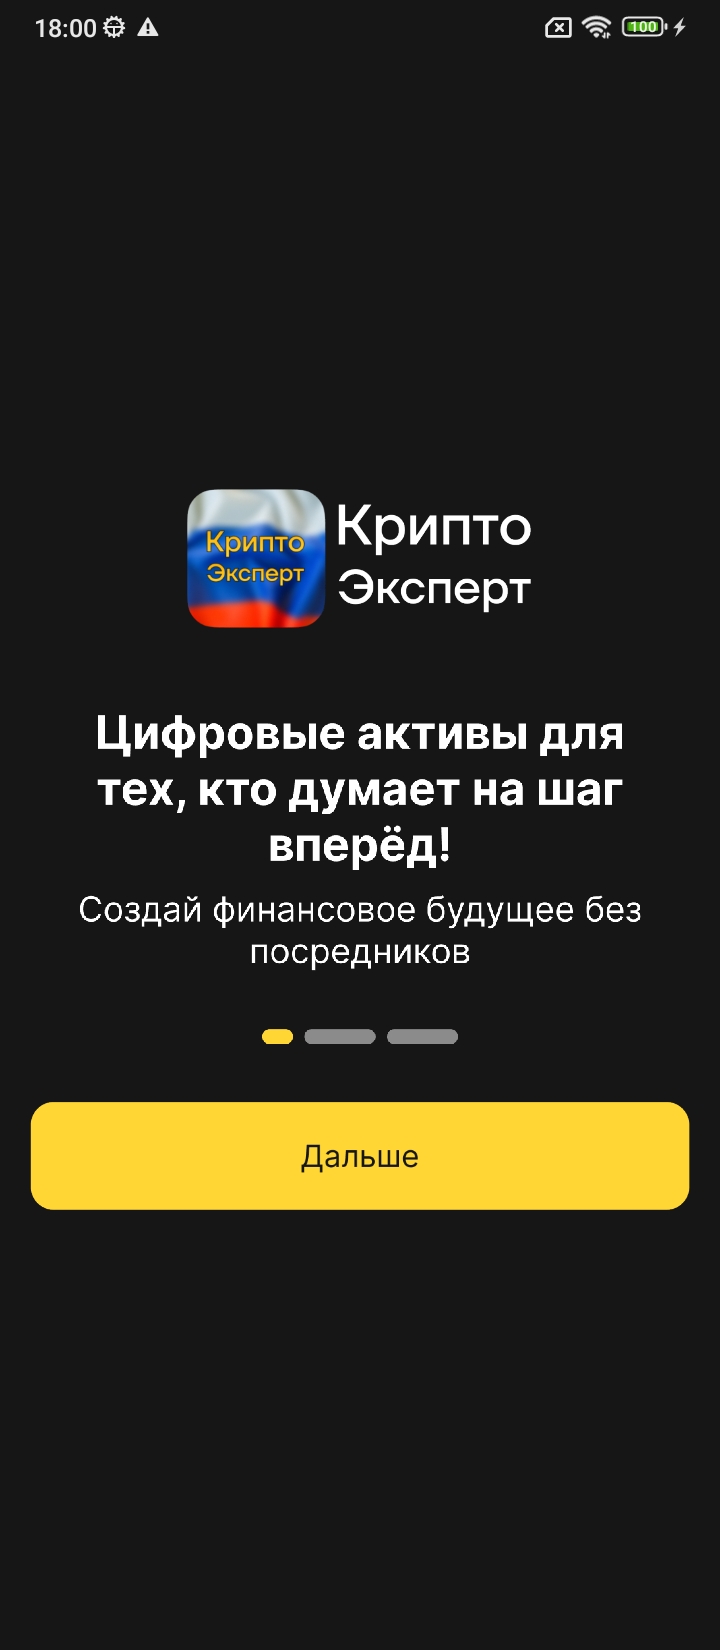 18:00
100
Крипто
Эксперт
Крипто
Эксперт
Цифровые активы для
тех, кто думает на шаг
вперёд!
Создай финансовое будущее без
посредников
Дальше